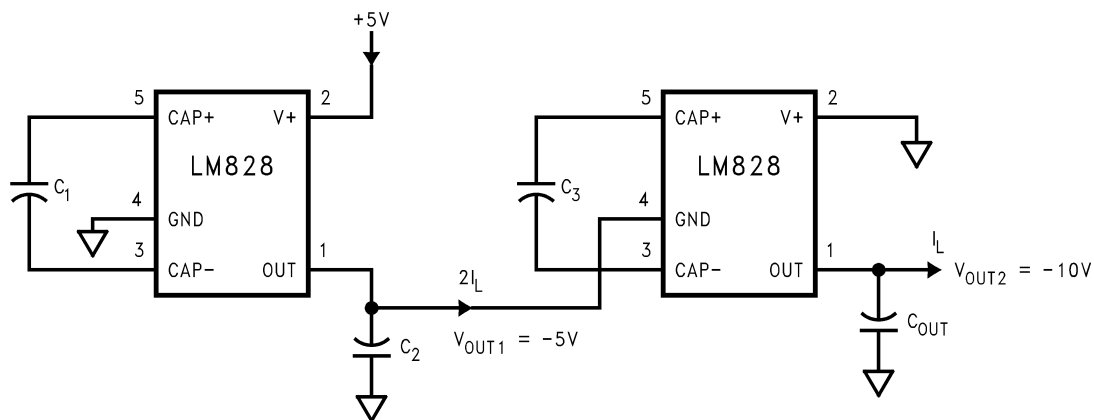 +5V
5
CAP+
V+
2
LM828
C1
4
GND
3
CAP-
OUT
1
2IL
VOUT1 = -5V
C2
5
CAP+
V+
2
LM828
C3
4
GND
3
CAP-
OUT
1
IL
VOUT2 = -10V
COUT